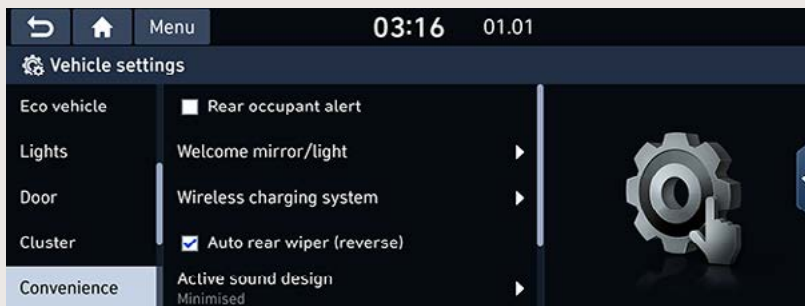 Menu 03:16 01.01
Vehicle settings
Eco vehicle
Lights
Door
Cluster
Convenience
Rear occupant alert
Welcome mirror/light
Wireless charging system
Auto rear wiper (reverse)
Active sound design
Minimised